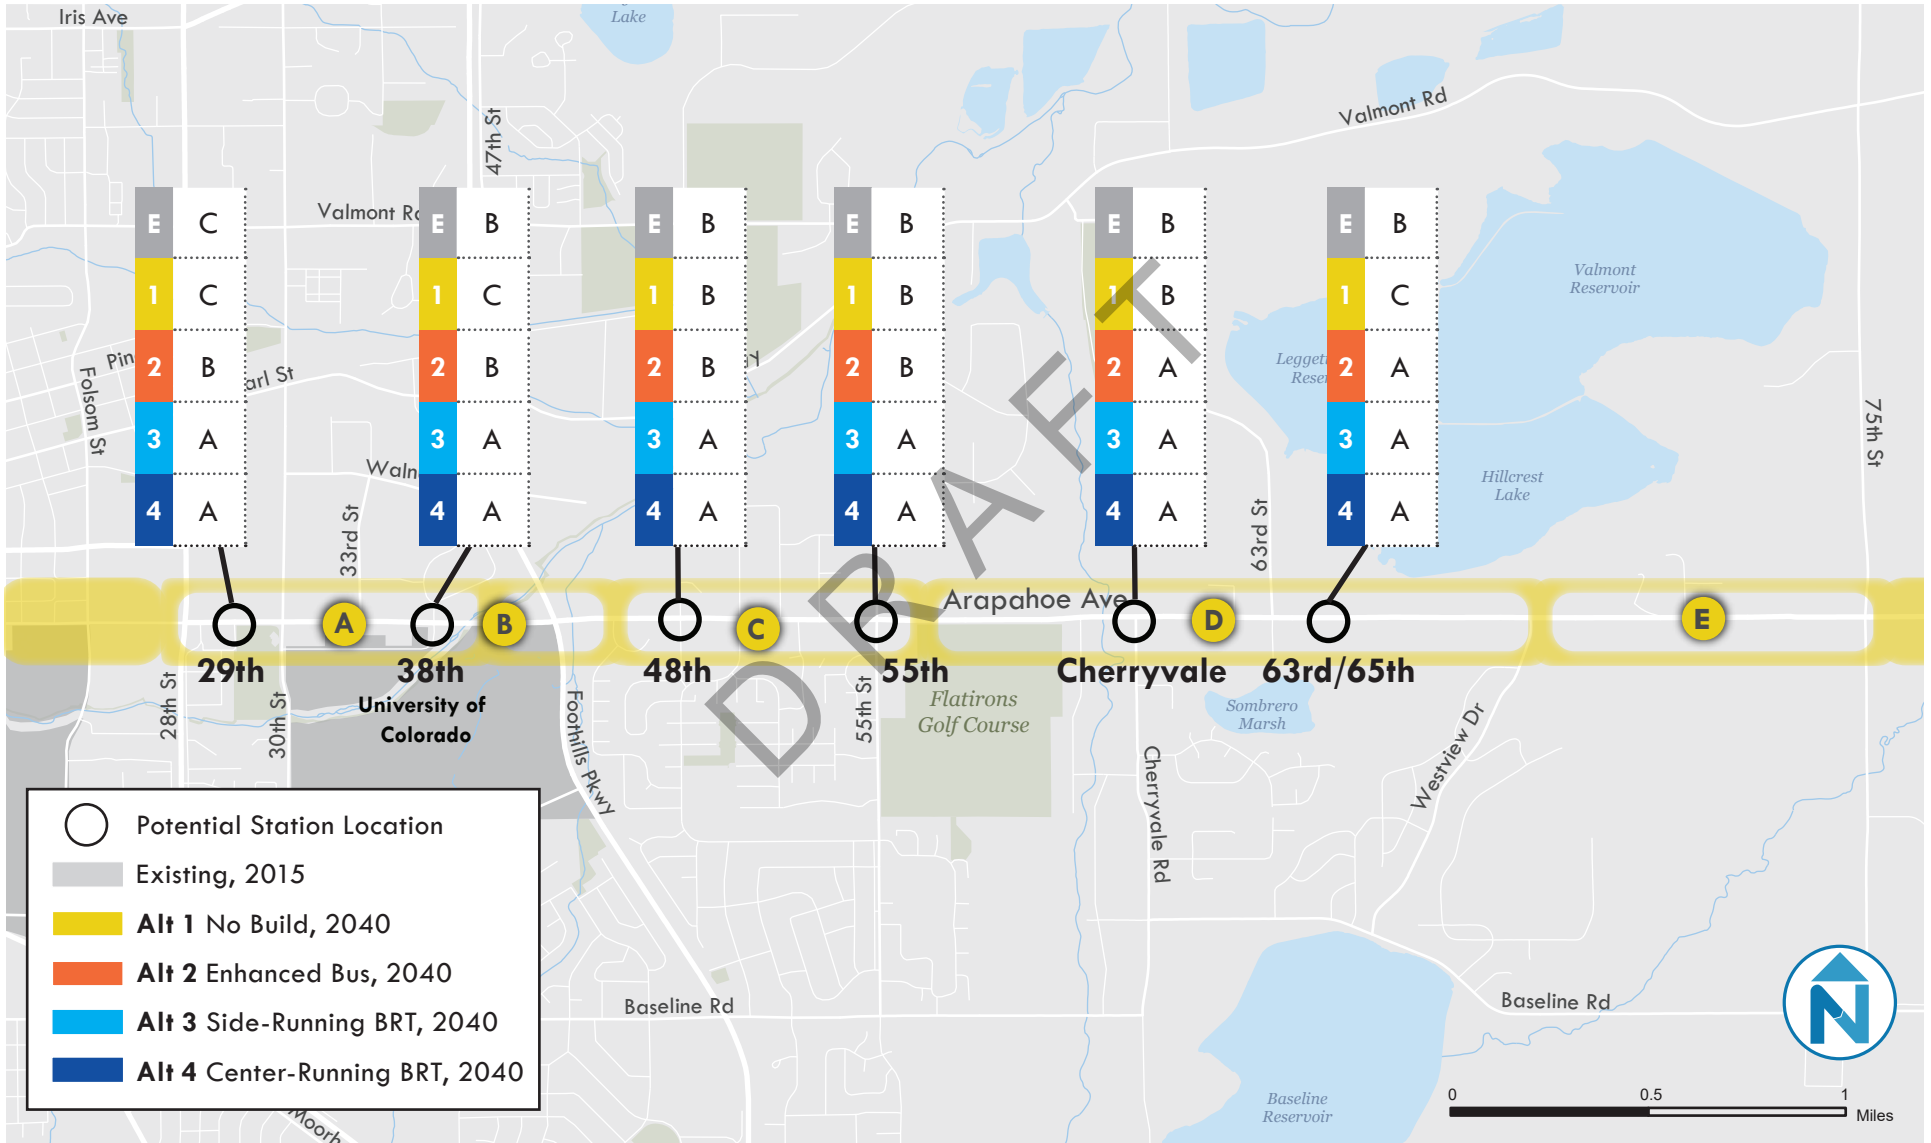 Iris Ave
Lake
47th St
Valmont Rd
Valmont Rd
E C
1 C
2 B
3 A
4 A
E B
1 C
2 B
3 A
4 A
E B
1 B
2 B
3 A
4 A
E B
1 B
2 B
3 A
4 A
E B
1 B
2 A
3 A
4 A
E B
1 C
2 A
3 A
4 A
Valmont
Reservoir
Hillcrest
Lake
Folsom St
33rd St
63rd St
75th St
DRAFT
Arapahoe Ave
A
B
C
D
E
29th
38th
48th
55th
Cherryvale
63rd/65th
University of
Colorado
28th St
30th St
Foothills Pkwy
55th St
Flatirons
Golf Course
Cherryvale Rd
Sombrero
Marsh
Westview Dr
Potential Station Location
Existing, 2015
Alt 1 No Build, 2040
Alt 2 Enhanced Bus, 2040
Alt 3 Side-Running BRT, 2040
Alt 4 Center-Running BRT, 2040
Baseline Rd
Baseline Rd
Baseline
Reservoir
N
0 0.5 1
Miles